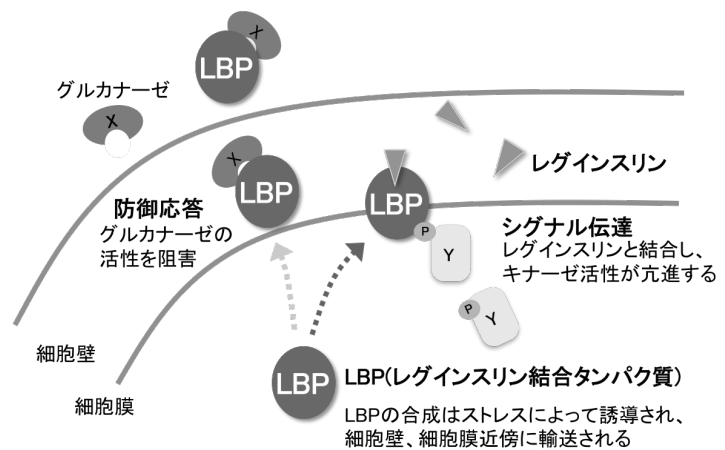 X
LBP
グルカナーゼ
X
X
LBP
防御応答
グルカナーゼの
活性を阻害
LBP
レグインスリン
シグナル伝達
レグインスリンと結合し、
キナーゼ活性が亢進する
P
Y
P
Y
細胞壁
細胞膜
LBP
LBP(レグインスリン結合タンパク質)
LBPの合成はストレスによって誘導され、
細胞壁、細胞膜近傍に輸送される